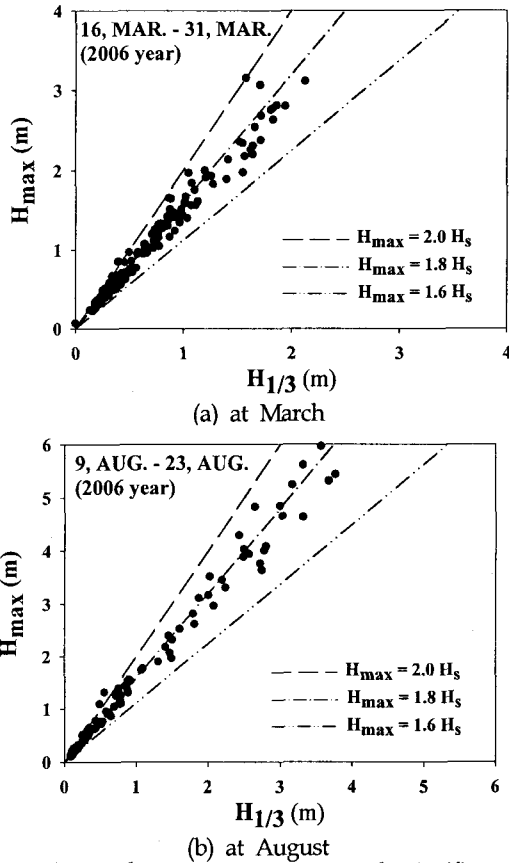 4
16, MAR. - 31, MAR.
(2006 year)
3
2
1
0
Hmax (m)
Hmax = 2.0 Hs
Hmax = 1.8 Hs
Hmax = 1.6 Hs
0 1 2 3 4
H1/3 (m)
(a) at March
6
9, AUG. - 23, AUG.
(2006 year)
5
4
3
2
1
0
Hmax (m)
Hmax = 2.0 Hs
Hmax = 1.8 Hs
Hmax = 1.6 Hs
0 1 2 3 4 5 6
H1/3 (m)
(b) at August